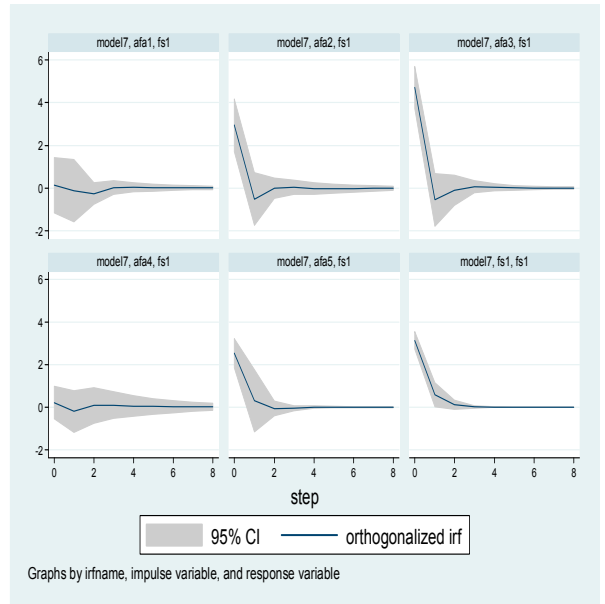 model7, afa1, fs1
model7, afa2, fs1
model7, afa3, fs1
6
4
2
0
-2
model7, afa4, fs1
model7, afa5, fs1
model7, fs1, fs1
6
4
2
0
-2
0 2 4 6 8
0 2 4 6 8
0 2 4 6 8
step
95% CI
orthogonalized irf
Graphs by irfname, impulse variable, and response variable